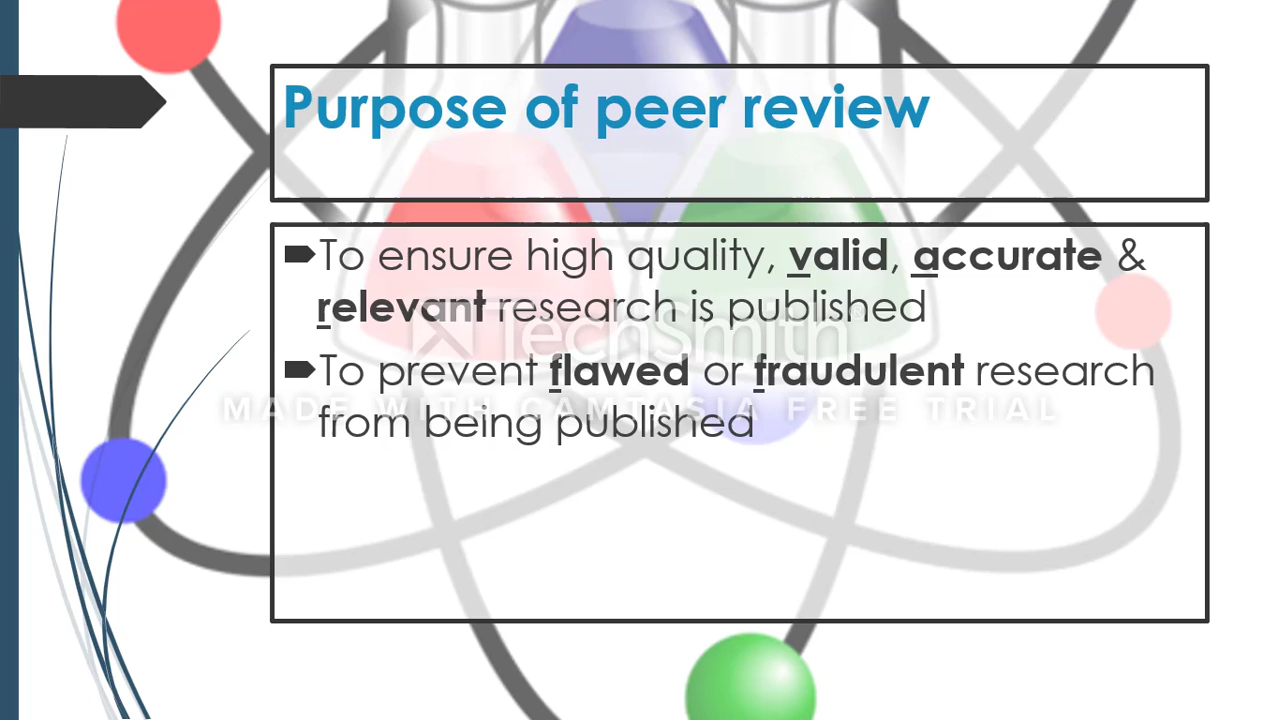 Purpose of peer review
To ensure high quality, valid, accurate &
relevant research is published
TechSmith
To prevent flawed or fraudulent research
MADE WITH CAMTASIA FREE TRIAL
from being published